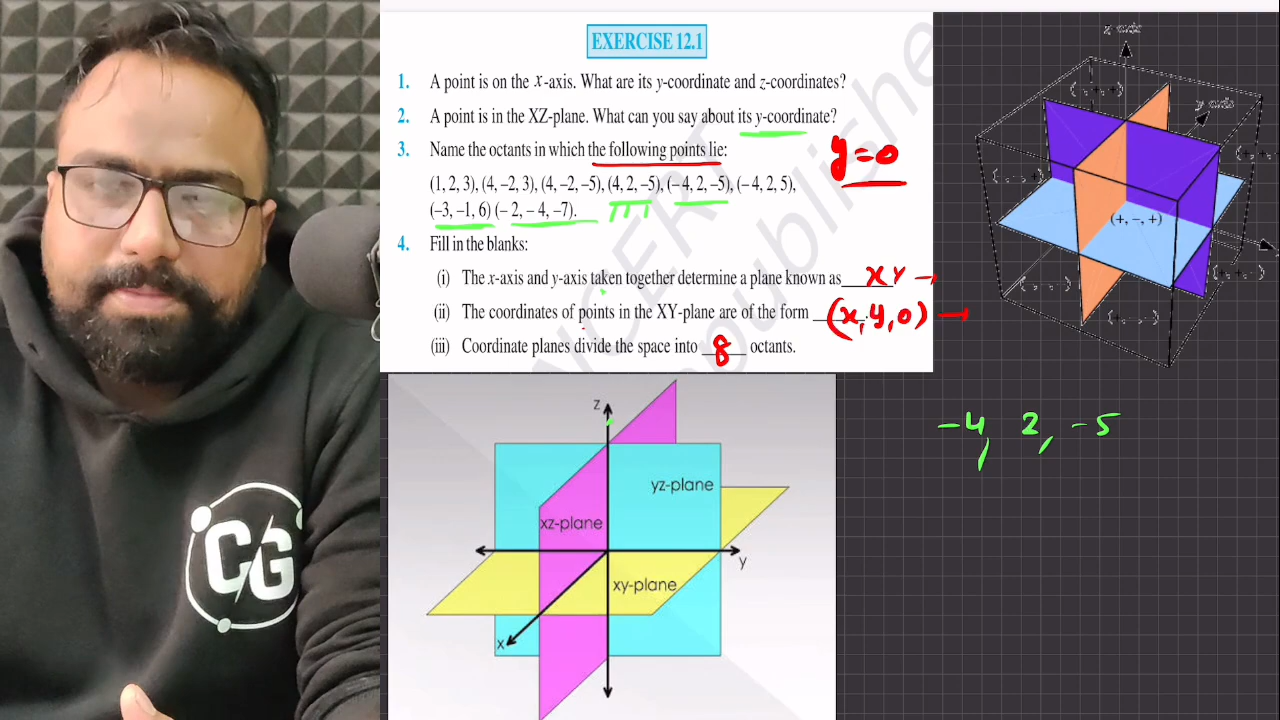 EXERCISE 12.1
1. A point is on the x-axis. What are its y-coordinate and z-coordinates?
2. A point is in the XZ-plane. What can you say about its y-coordinate?
3. Name the octants in which the following points lie:
(1, 2, 3), (4, –2, 3), (4, –2, –5), (4, 2, –5), (– 4, 2, –5), (– 4, 2, 5),
(–3, –1, 6) (– 2, – 4, –7).
y=0
4. Fill in the blanks:
(i) The x-axis and y-axis taken together determine a plane known as____ XY
(ii) The coordinates of points in the XY-plane are of the form ____ (x, y, 0)
(iii) Coordinate planes divide the space into 8 octants.
z axis
y axis
(+, –, +)
–4, 2, –5
z
yz-plane
xz-plane
y
xy-plane
x
CG